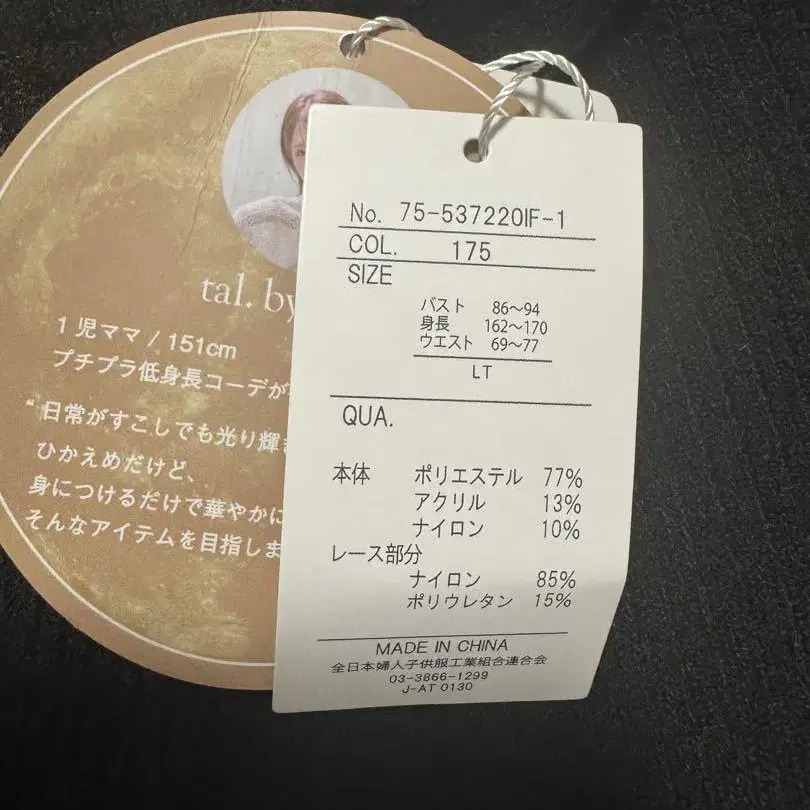 tal. by
1児ママ / 151cm
プチプラ低身長コーデが
“日常がすこしでも光り輝き
ひかえめだけど、
身につけるだけで華やかに
そんなアイテムを目指しま
No. 75-537220IF-1
COL. 175
SIZE
バスト 86〜94
身長 162〜170
ウエスト 69〜77
LT
QUA.
本体 ポリエステル 77%
アクリル 13%
ナイロン 10%
レース部分
ナイロン 85%
ポリウレタン 15%
MADE IN CHINA
全日本婦人子供服工業組合連合会
03-3866-1299
J-AT 0130